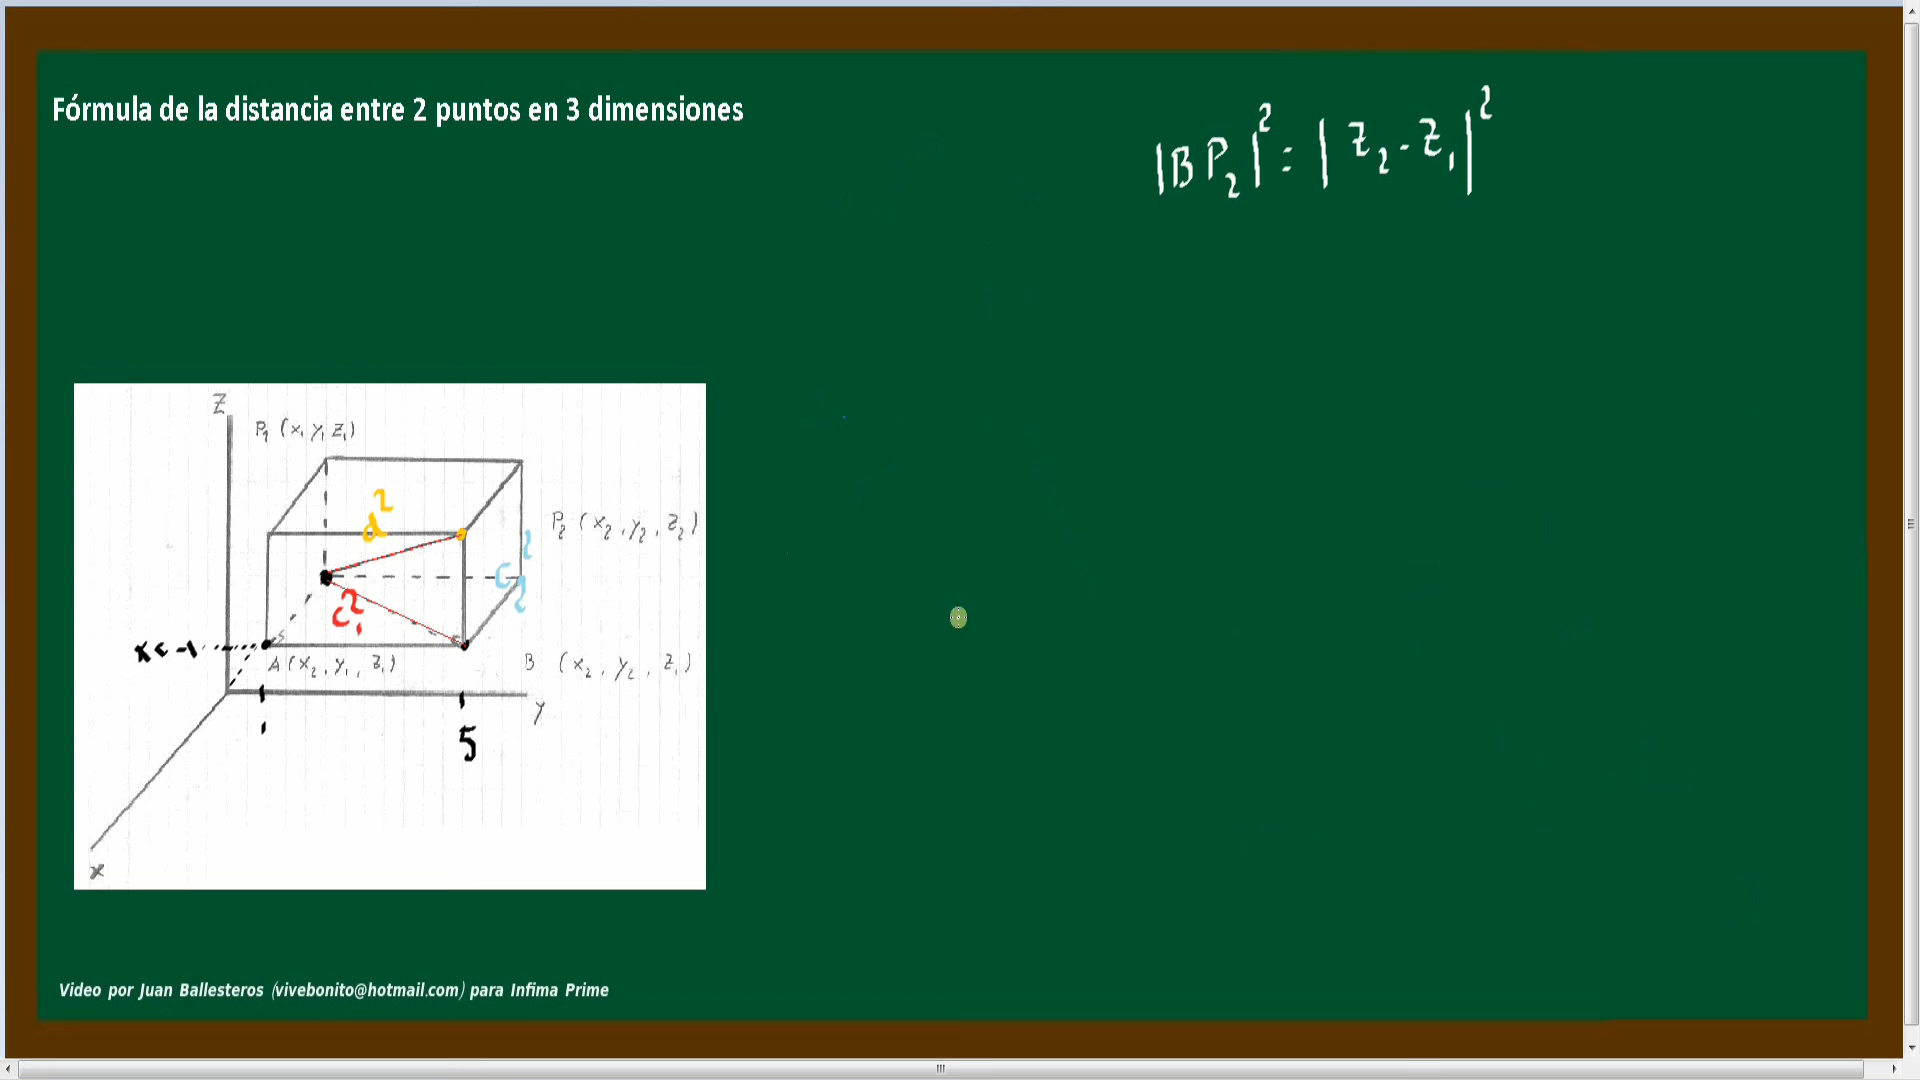 Fórmula de la distancia entre 2 puntos en 3 dimensiones
|BP₂|² = |Z₂ - Z₁|²
Z
P₁ (x₁ y₁ z₁)
d²
P₂ (x₂, y₂, z₂)
c₂²
c₁²
A (x₂, y₁, z₁)
B (x₂, y₂, z₁)
y
5
x
Video por Juan Ballesteros (vivebonito@hotmail.com) para Infima Prime